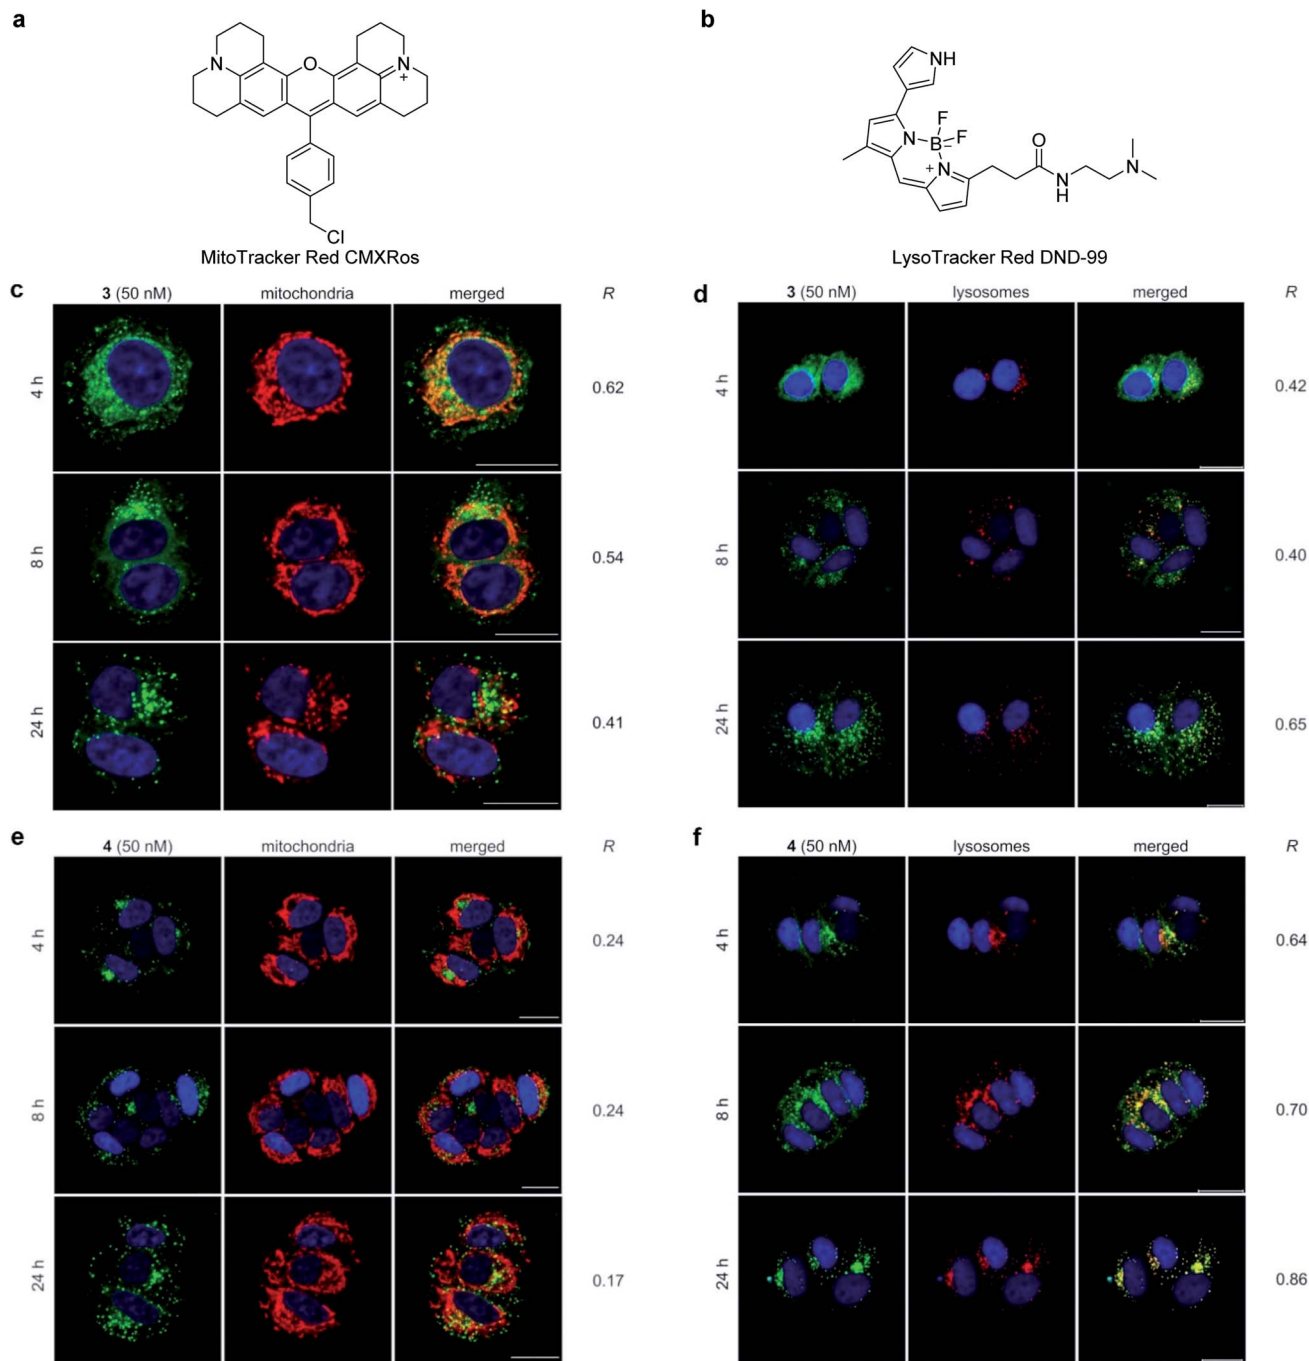 a
b
N
O
N
+
Cl
MitoTracker Red CMXRos
NH
F
F
N
B
=
+
N
O
N
H
N
LysoTracker Red DND-99
c
3 (50 nM) mitochondria merged R
4 h 0.62
8 h 0.54
24 h 0.41
d
3 (50 nM) lysosomes merged R
4 h 0.42
8 h 0.40
24 h 0.65
e
4 (50 nM) mitochondria merged R
4 h 0.24
8 h 0.24
24 h 0.17
f
4 (50 nM) lysosomes merged R
4 h 0.64
8 h 0.70
24 h 0.86